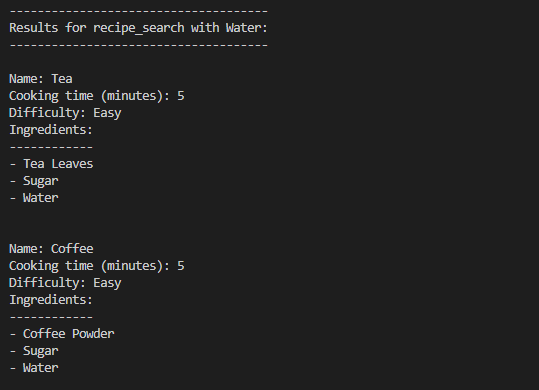 -------------------------------------
Results for recipe_search with Water:
-------------------------------------
Name: Tea
Cooking time (minutes): 5
Difficulty: Easy
Ingredients:
------------
- Tea Leaves
- Sugar
- Water
Name: Coffee
Cooking time (minutes): 5
Difficulty: Easy
Ingredients:
------------
- Coffee Powder
- Sugar
- Water